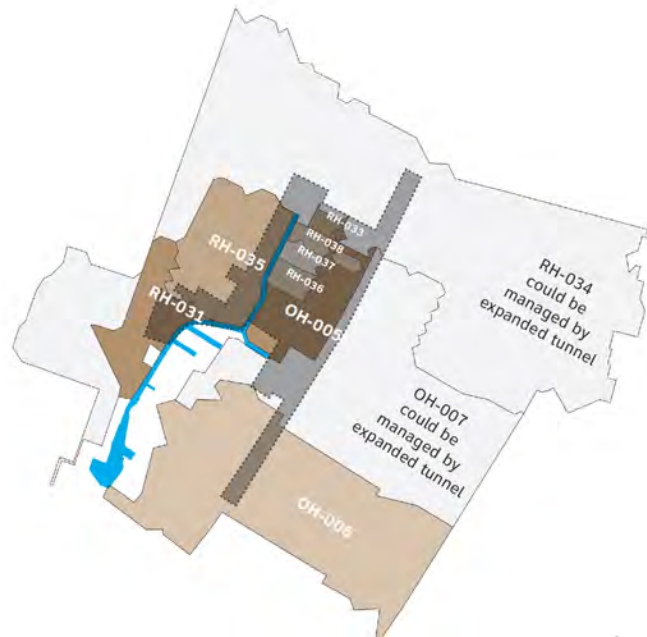 RH-033
RH-038
RH-037
RH-036
RH-035
RH-031
OH-005
RH-034
could be
managed by
expanded tunnel
OH-007
could be
managed by
expanded tunnel
OH-006